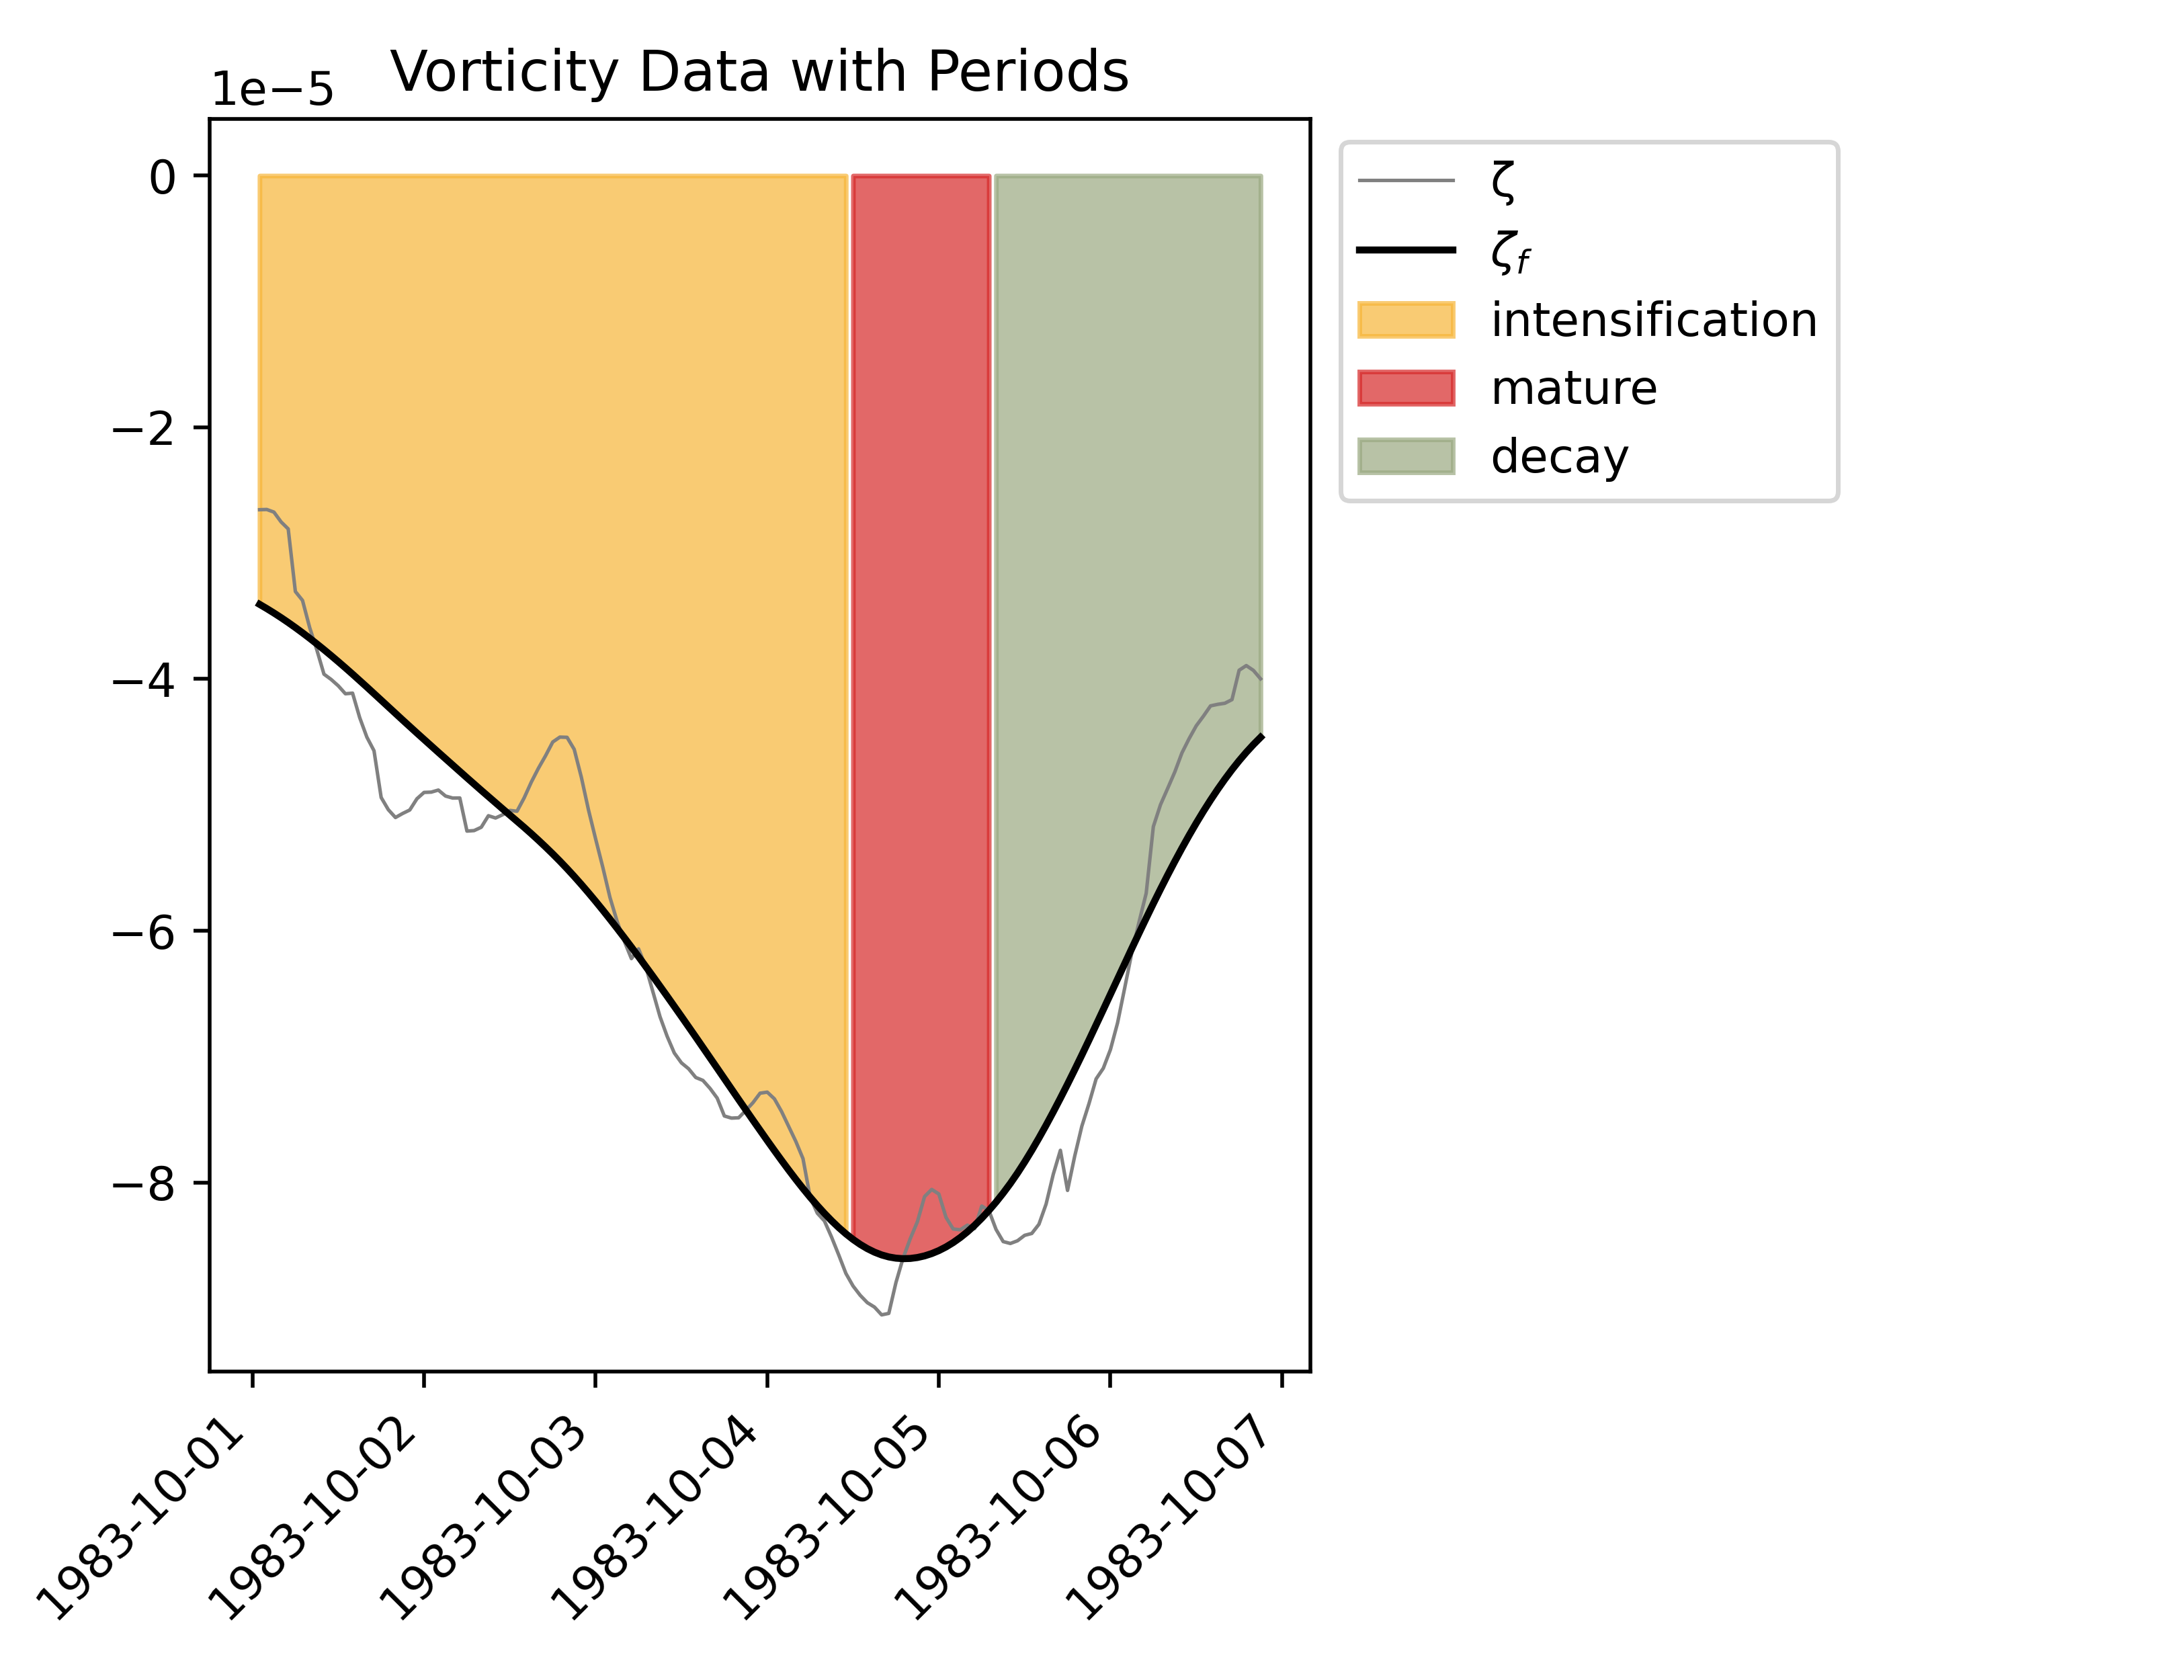 Vorticity Data with Periods
1e−5
0
−2
−4
−6
−8
1983-10-01
1983-10-02
1983-10-03
1983-10-04
1983-10-05
1983-10-06
1983-10-07
ζ
ζf
intensification
mature
decay